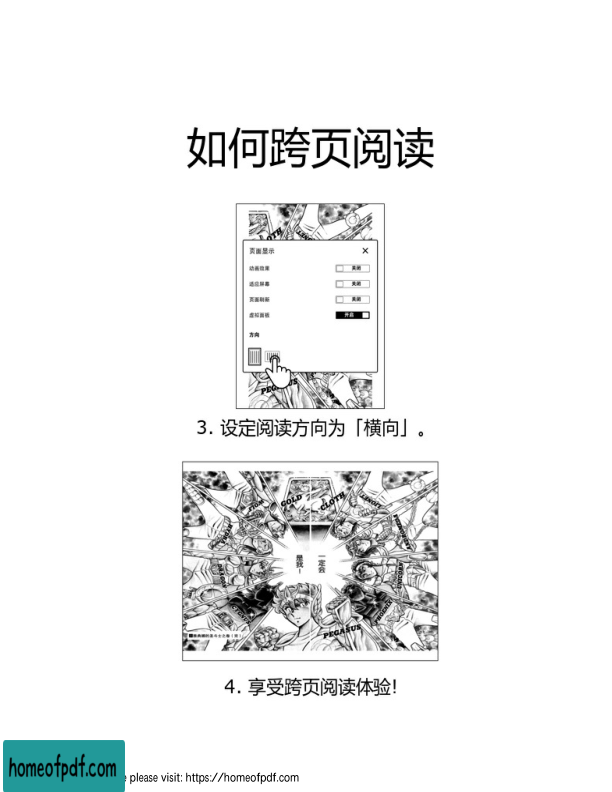 如何跨页阅读
CLOTH
页面显示 ×
动画效果 关闭
适应屏幕 关闭
页面刷新 关闭
虚拟面板 开启
方向
PEGASUS
3. 设定阅读方向为「横向」。
GOLD
CLOTH
一定会
是我！
PEGASUS
4. 享受跨页阅读体验!
homeofpdf.com
e please visit: https://homeofpdf.com